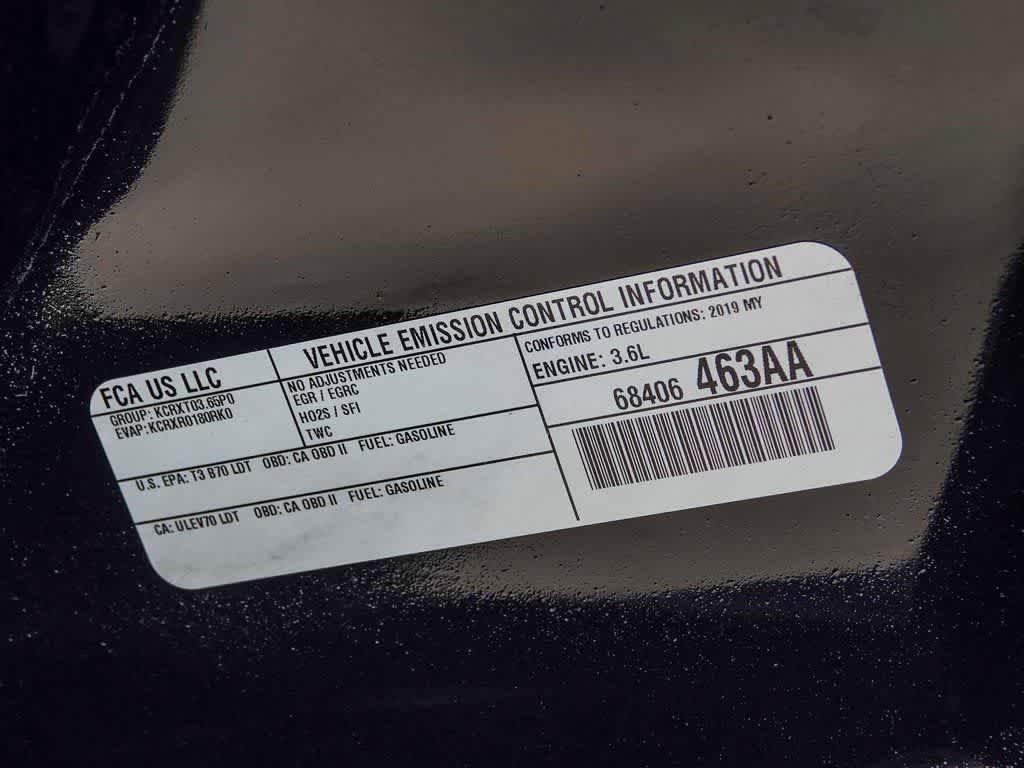 FCA US LLC
VEHICLE EMISSION CONTROL INFORMATION
GROUP: KCRXT03.65P0
EVAP: KCRXR0180RK0
NO ADJUSTMENTS NEEDED
EGR / EGRC
HO2S / SFI
TWC
CONFORMS TO REGULATIONS: 2019 MY
ENGINE: 3.6L
68406 463AA
U.S. EPA: T3 B70 LDT OBD: CA OBD II FUEL: GASOLINE
CA: ULEV70 LDT OBD: CA OBD II FUEL: GASOLINE